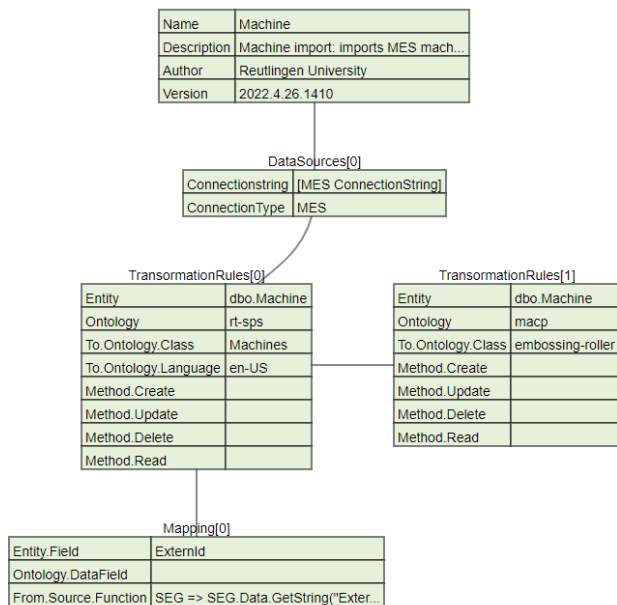 Name Machine
Description Machine import: imports MES mach...
Author Reutlingen University
Version 2022.4.26.1410
DataSources[0]
Connectionstring [MES ConnectionString]
ConnectionType MES
TransormationRules[0]
Entity dbo.Machine
Ontology rt-sps
To.Ontology.Class Machines
To.Ontology.Language en-US
Method.Create
Method.Update
Method.Delete
Method.Read
TransormationRules[1]
Entity dbo.Machine
Ontology macp
To.Ontology.Class embossing-roller
Method.Create
Method.Update
Method.Delete
Method.Read
Mapping[0]
Entity.Field ExternId
Ontology.DataField
From.Source.Function SEG => SEG.Data.GetString("Exter...